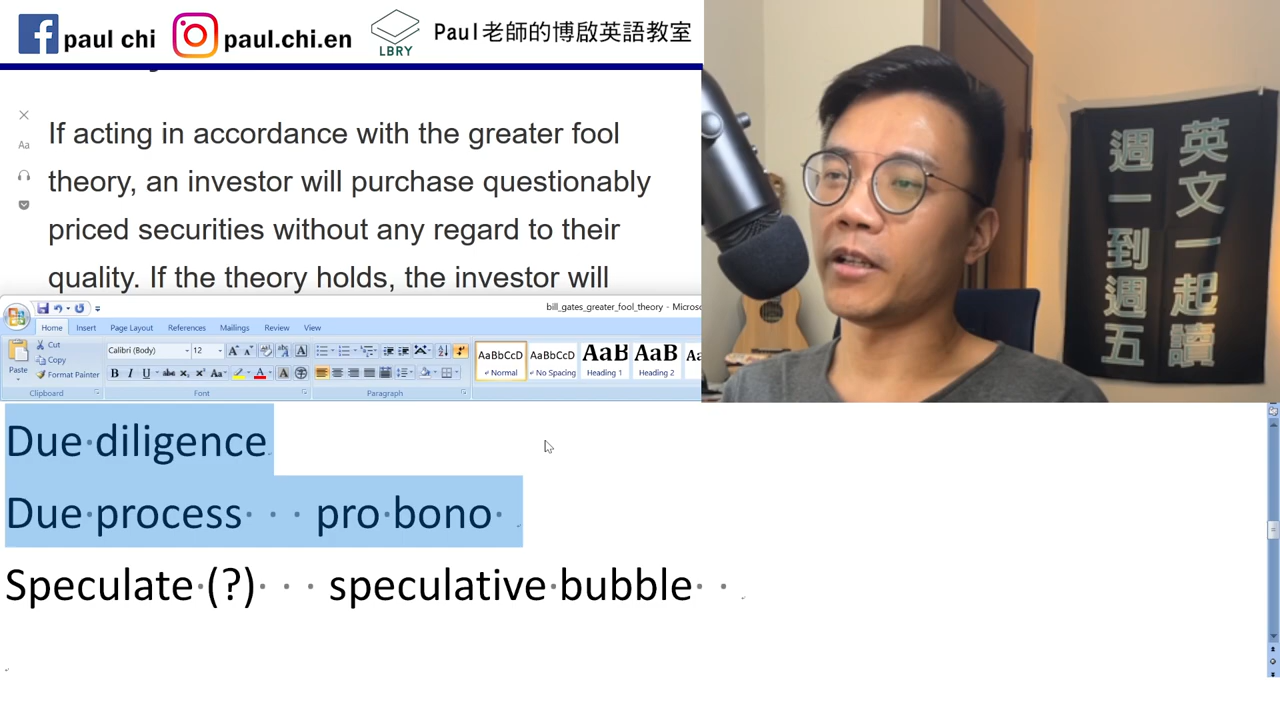 paul chi
paul.chi.en
LBRY
Paul老師的博啟英語教室
Aa
If acting in accordance with the greater fool
theory, an investor will purchase questionably
priced securities without any regard to their
quality. If the theory holds, the investor will
bill_gates_greater_fool_theory - Microso
Home Insert Page Layout References Mailings Review View
Paste
Cut
Copy
Format Painter
Clipboard
Calibri (Body) 12
Font
Paragraph
AaBbCcD AaBbCcD AaBb AaB Aa
Normal No Spacing Heading 1 Heading 2
Due diligence
Due process pro bono
Speculate (?) speculative bubble
英文一起讀
週一到週五